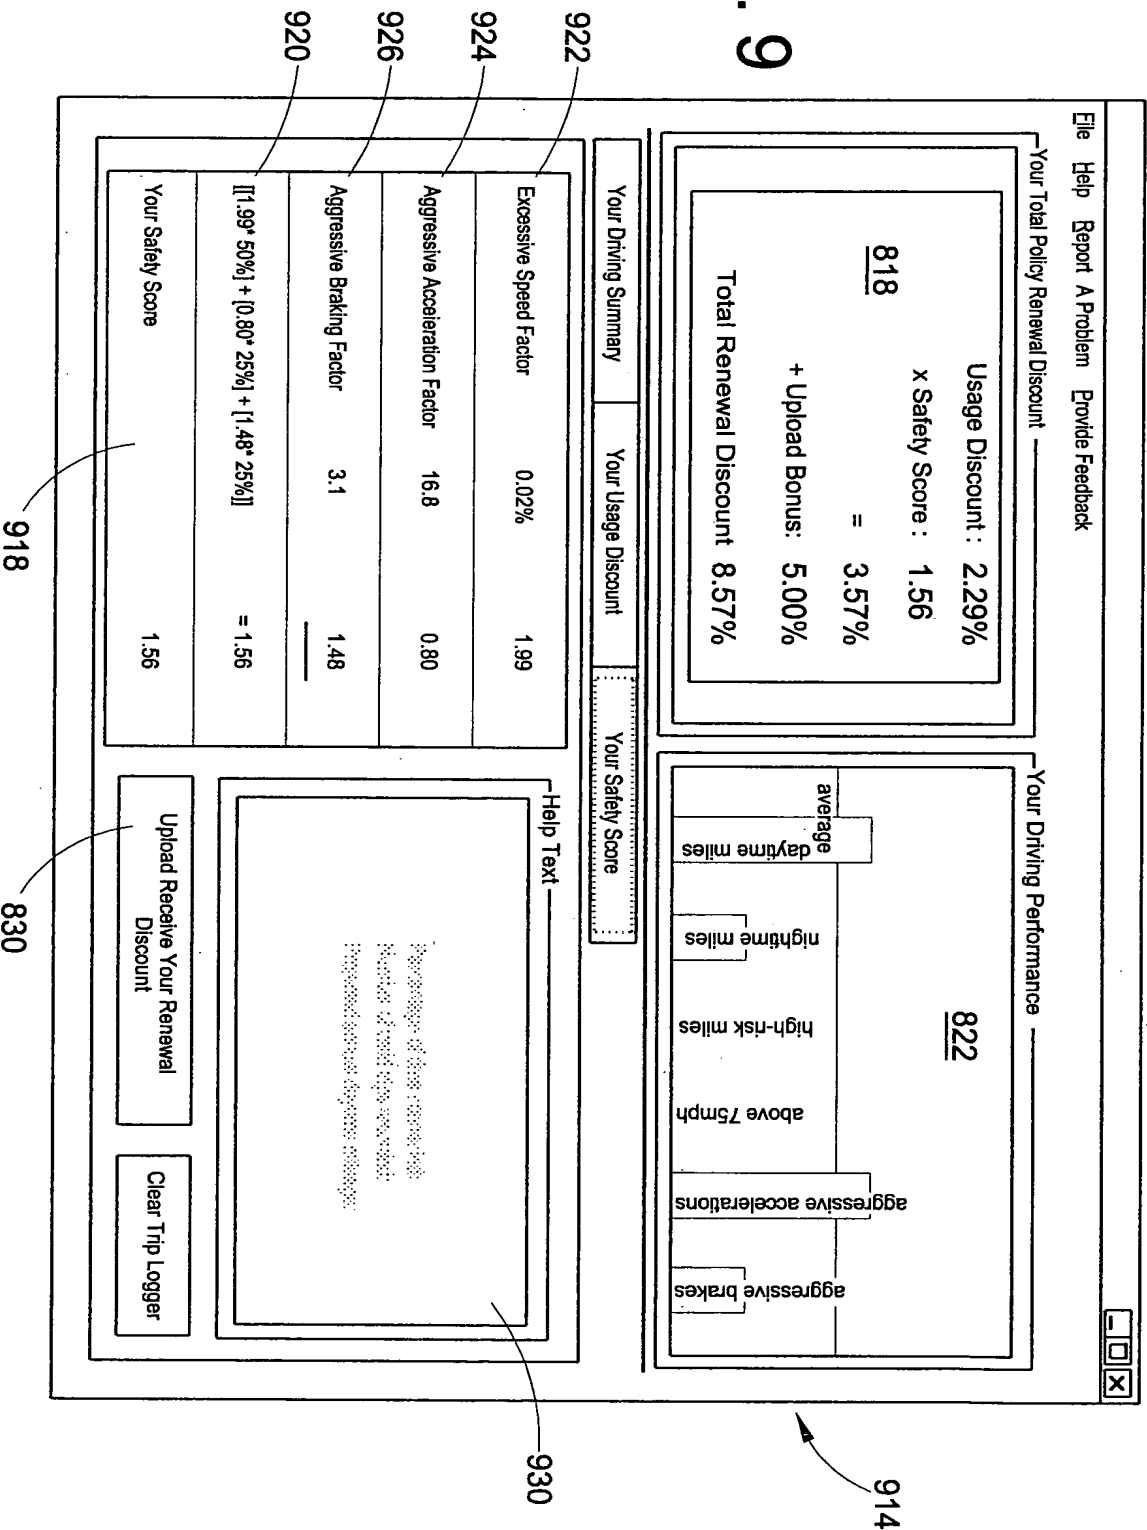 . 9
914
File Help Report A Problem Provide Feedback
Your Total Policy Renewal Discount
Usage Discount : 2.29%
x Safety Score : 1.56
= 3.57%
+ Upload Bonus: 5.00%
Total Renewal Discount 8.57%
818
Your Driving Performance
822
average
daytime miles
nightime miles
high-risk miles
above 75mph
aggressive accelerations
aggressive brakes
Your Driving Summary
Your Usage Discount
Your Safety Score
922
Excessive Speed Factor 0.02% 1.99
924
Aggressive Acceleration Factor 16.8 0.80
926
Aggressive Braking Factor 3.1 1.48
920
[[1.99* 50%] + [0.80* 25%] + [1.48* 25%]] = 1.56
Your Safety Score 1.56
918
Help Text
930
Upload Receive Your Renewal
Discount
830
Clear Trip Logger